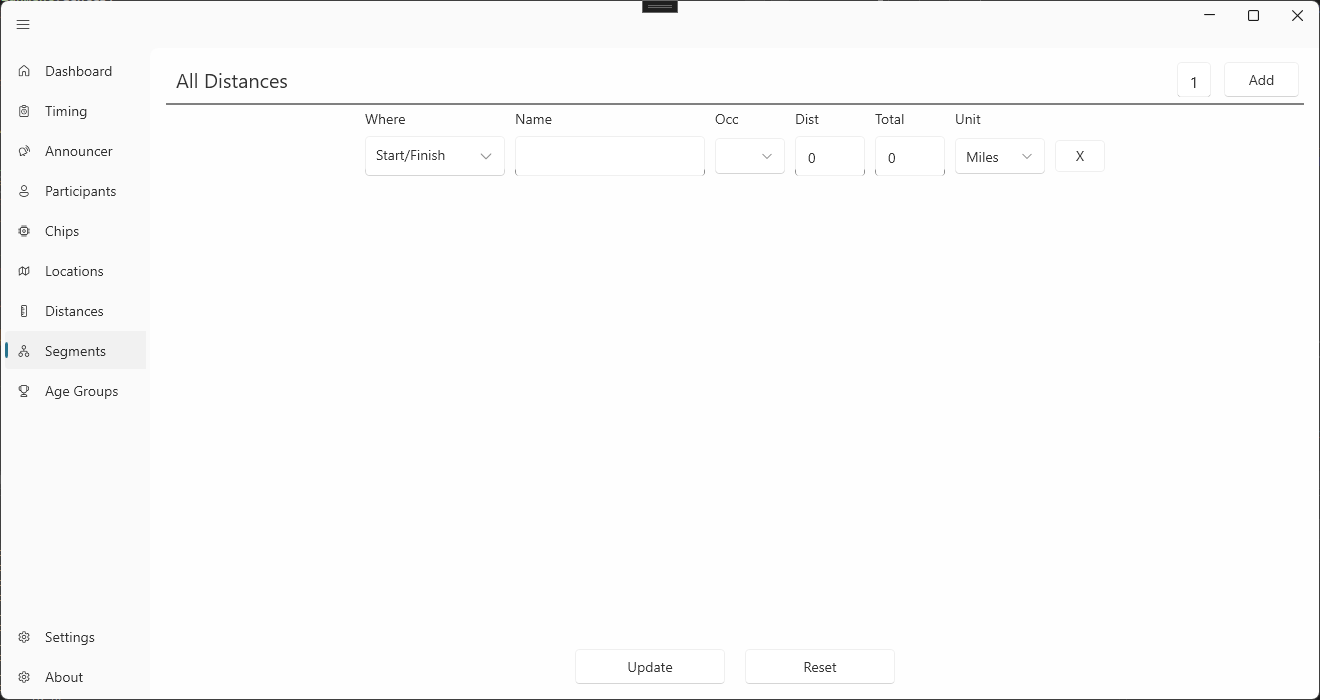 Dashboard
Timing
Announcer
Participants
Chips
Locations
Distances
Segments
Age Groups
Settings
About
All Distances
1
Add
Where Name Occ Dist Total Unit
Start/Finish 0 0 Miles X
Update Reset